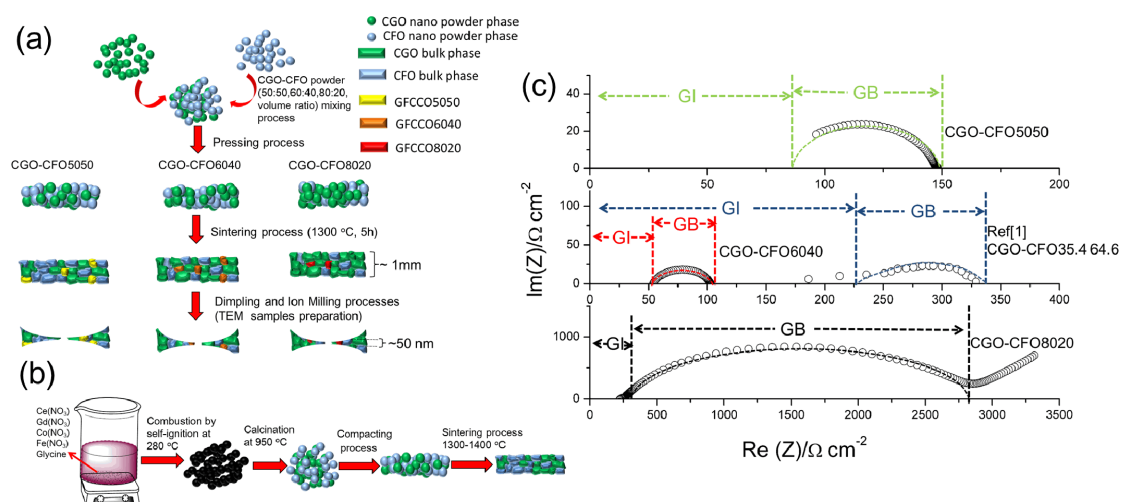 (a)
CGO nano powder phase
CFO nano powder phase
CGO bulk phase
CFO bulk phase
GFCCO5050
GFCCO6040
GFCCO8020
CGO-CFO powder
(50:50,60:40,80:20,
volume ratio) mixing
process
Pressing process
CGO-CFO5050
CGO-CFO6040
CGO-CFO8020
Sintering process (1300 °C, 5h)
~ 1mm
Dimpling and Ion Milling processes
(TEM samples preparation)
~50 nm
(b)
Ce(NO3)
Gd(NO3)
Co(NO3)
Fe(NO3)
Glycine
Combustion by
self-ignition at
280 °C
Calcination
at 950 °C
Compacting
process
Sintering process
1300-1400 °C
(c)
Im(Z)/Ω cm-2
40
20
0
GI
GB
CGO-CFO5050
0
50
100
150
200
100
50
0
GI
GB
GI
GB
CGO-CFO6040
Ref[1]
CGO-CFO35.4 64.6
0
50
100
150
200
250
300
350
400
1000
0
GI
GB
CGO-CFO8020
0
500
1000
1500
2000
2500
3000
3500
Re (Z)/Ω cm-2